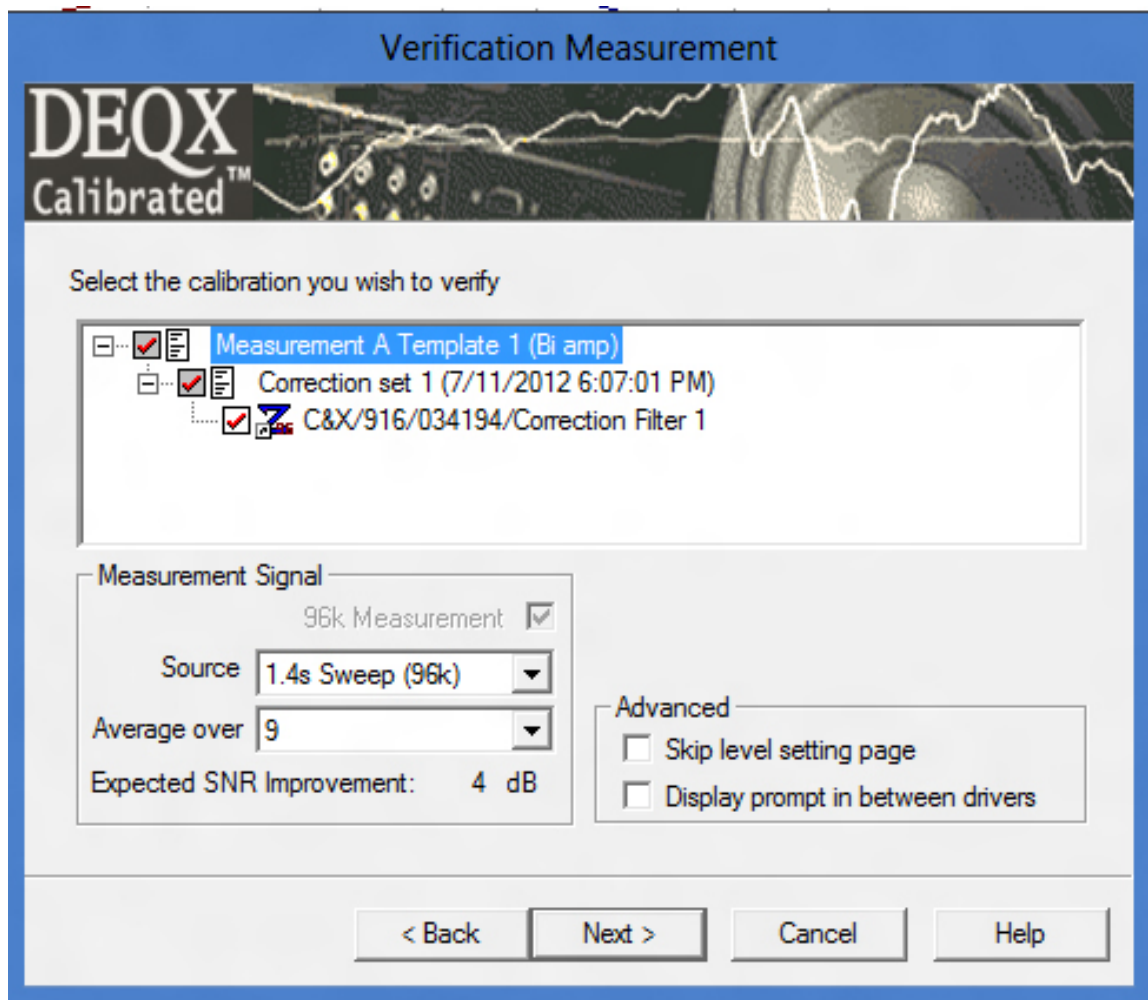 Verification Measurement
DEQX
Calibrated™
Select the calibration you wish to verify
Measurement A Template 1 (Bi amp)
Correction set 1 (7/11/2012 6:07:01 PM)
C&X/916/034194/Correction Filter 1
Measurement Signal
96k Measurement
Source 1.4s Sweep (96k)
Average over 9
Expected SNR Improvement: 4 dB
Advanced
Skip level setting page
Display prompt in between drivers
< Back Next > Cancel Help